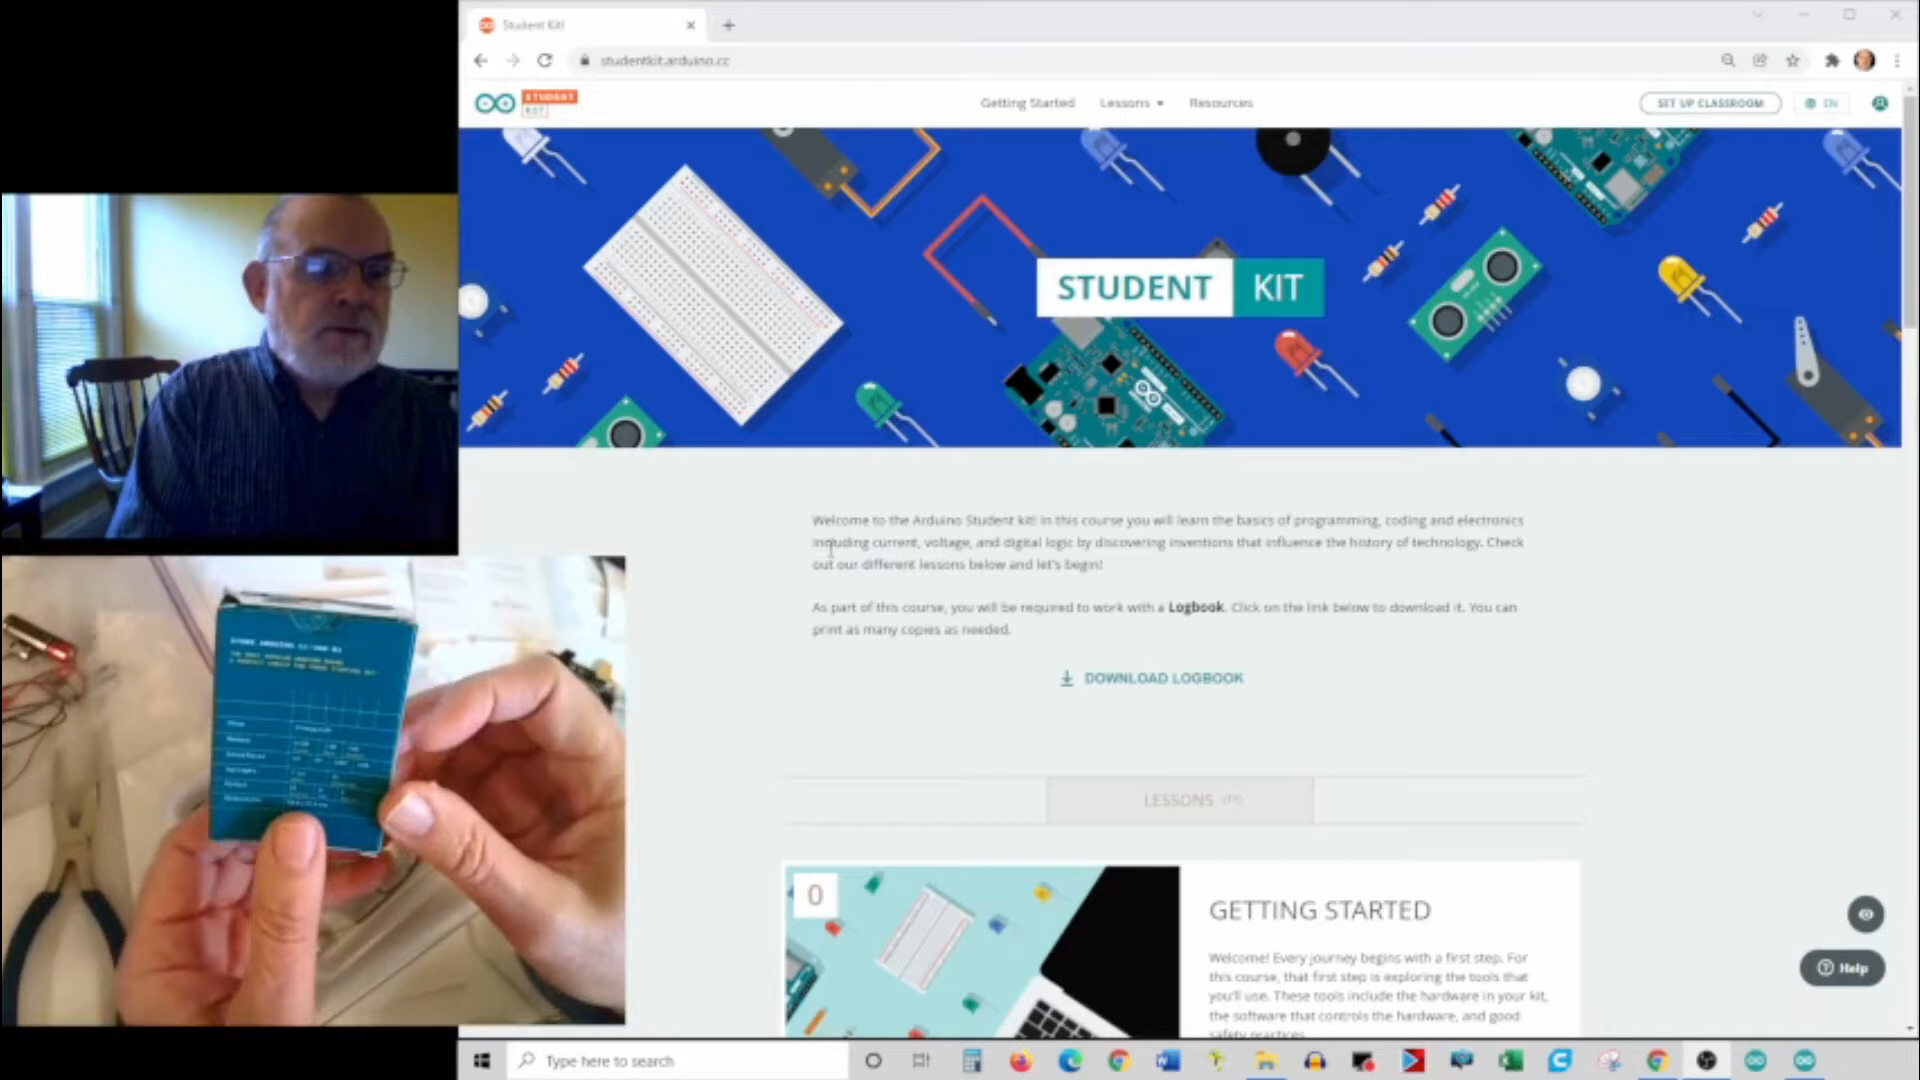 Student Kit!
studentkit.arduino.cc
STUDENT
KIT
Getting Started
Lessons
Resources
SET UP CLASSROOM
EN
STUDENT KIT
Welcome to the Arduino Student kit! In this course you will learn the basics of programming, coding and electronics
including current, voltage, and digital logic by discovering inventions that influence the history of technology. Check
out our different lessons below and let's begin!
As part of this course, you will be required to work with a Logbook. Click on the link below to download it. You can
print as many copies as needed.
DOWNLOAD LOGBOOK
LESSONS
0
GETTING STARTED
Welcome! Every journey begins with a first step. For
this course, that first step is exploring the tools that
you'll use. These tools include the hardware in your kit,
the software that controls the hardware, and good
safety practices
Help
Type here to search